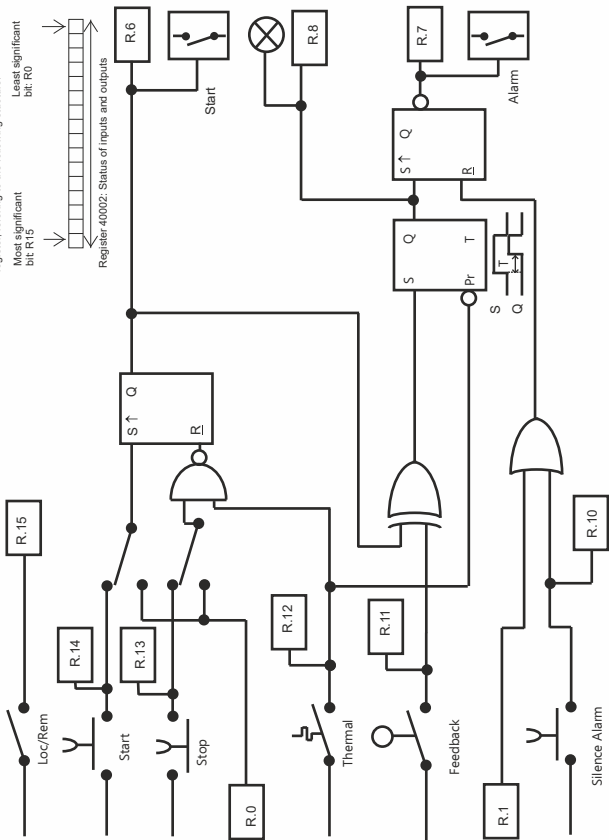 Most significant
bit: R15
Least significant
bit: R0
Register 40002: Status of inputs and outputs
R.15
Loc/Rem
R.14
Start
R.13
Stop
R.0
S ↑ Q
R
R.6
Start
R.12
Thermal
R.11
Feedback
R.8
S Q
Pr T
S
Q
T
S ↑ Q
R
R.7
Alarm
R.1
Silence Alarm
R.10